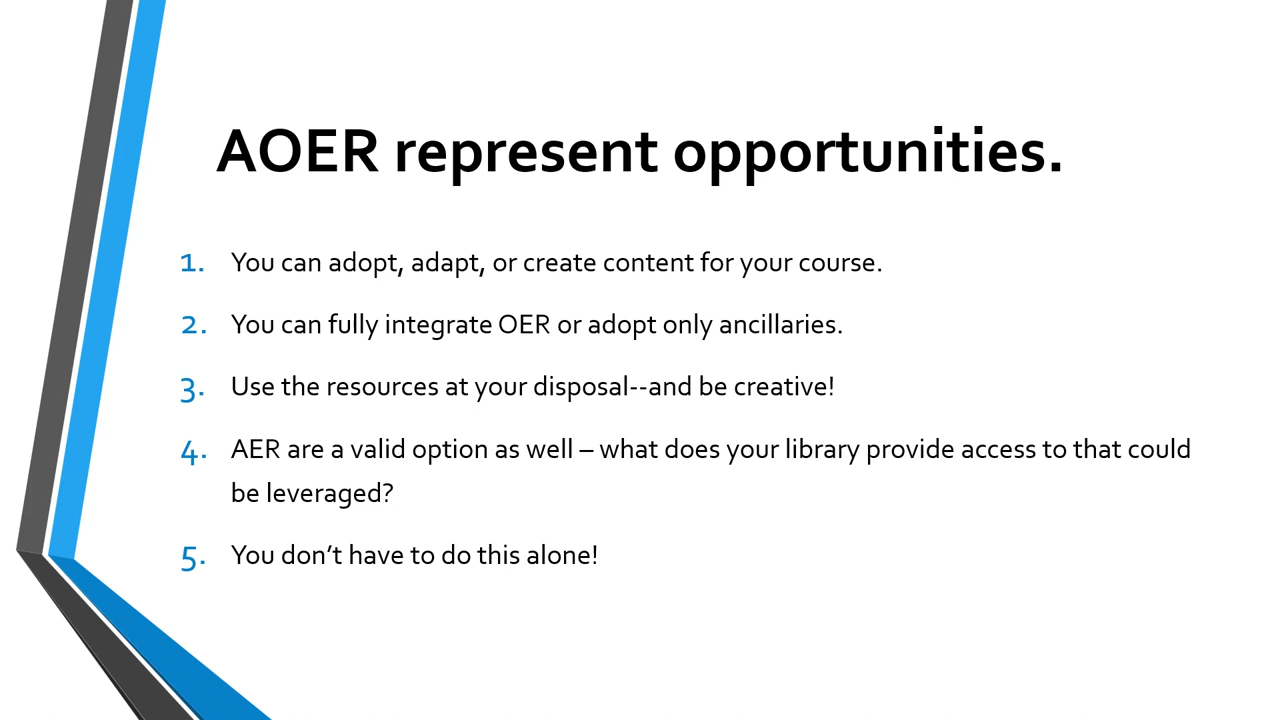 AOER represent opportunities.
1. You can adopt, adapt, or create content for your course.
2. You can fully integrate OER or adopt only ancillaries.
3. Use the resources at your disposal--and be creative!
4. AER are a valid option as well – what does your library provide access to that could
be leveraged?
5. You don’t have to do this alone!